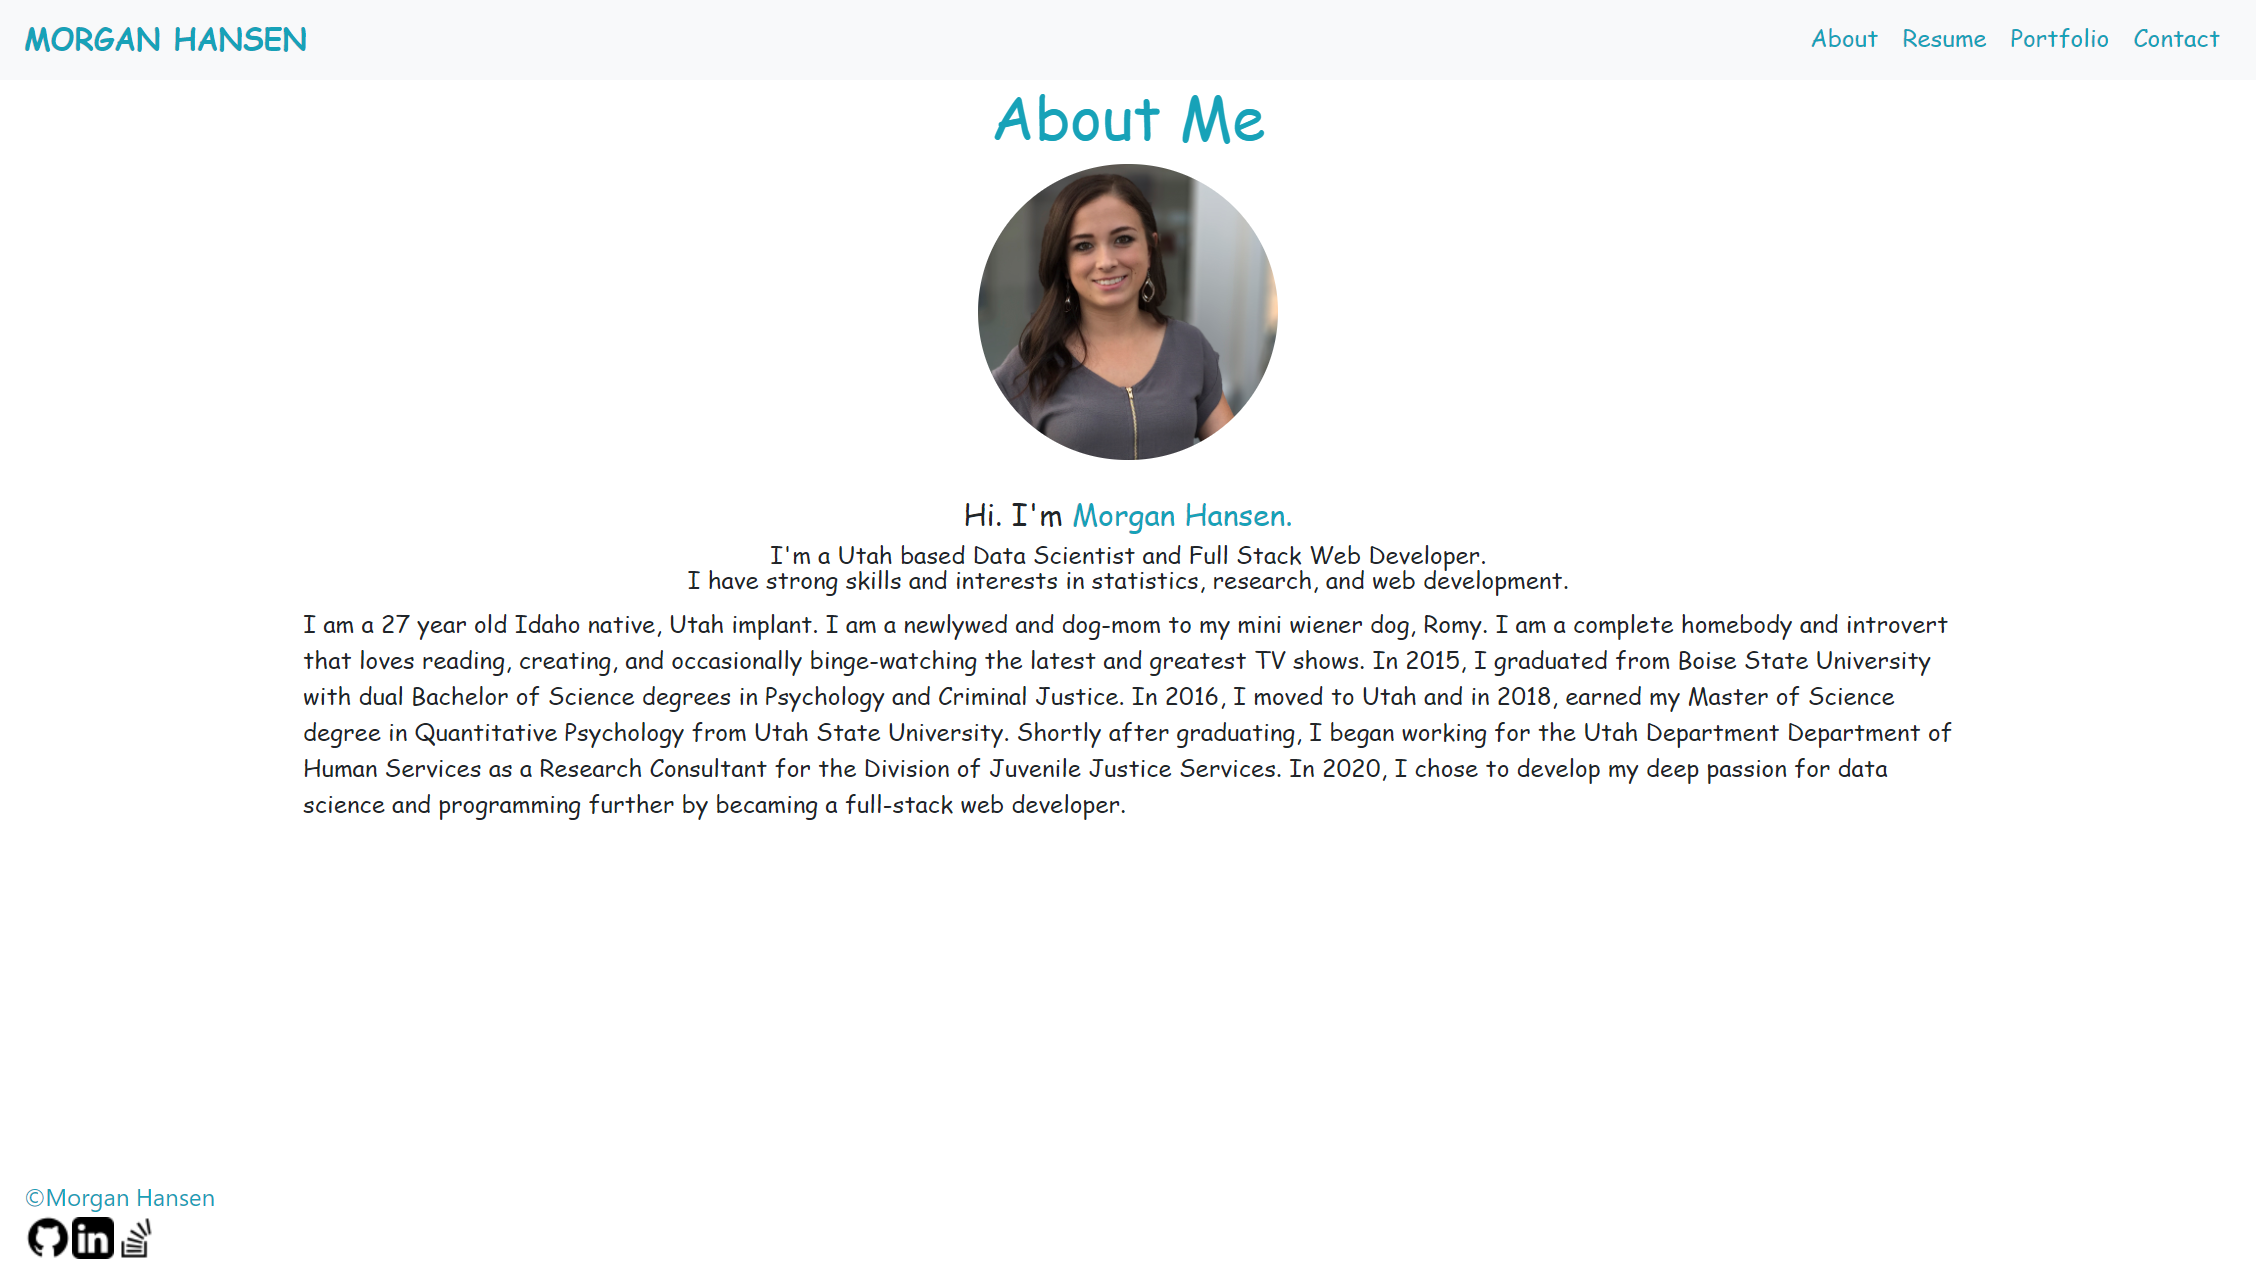 MORGAN HANSEN
About Resume Portfolio Contact
About Me
Hi. I'm Morgan Hansen.
I'm a Utah based Data Scientist and Full Stack Web Developer.
I have strong skills and interests in statistics, research, and web development.
I am a 27 year old Idaho native, Utah implant. I am a newlywed and dog-mom to my mini wiener dog, Romy. I am a complete homebody and introvert
that loves reading, creating, and occasionally binge-watching the latest and greatest TV shows. In 2015, I graduated from Boise State University
with dual Bachelor of Science degrees in Psychology and Criminal Justice. In 2016, I moved to Utah and in 2018, earned my Master of Science
degree in Quantitative Psychology from Utah State University. Shortly after graduating, I began working for the Utah Department Department of
Human Services as a Research Consultant for the Division of Juvenile Justice Services. In 2020, I chose to develop my deep passion for data
science and programming further by becaming a full-stack web developer.
©Morgan Hansen
in